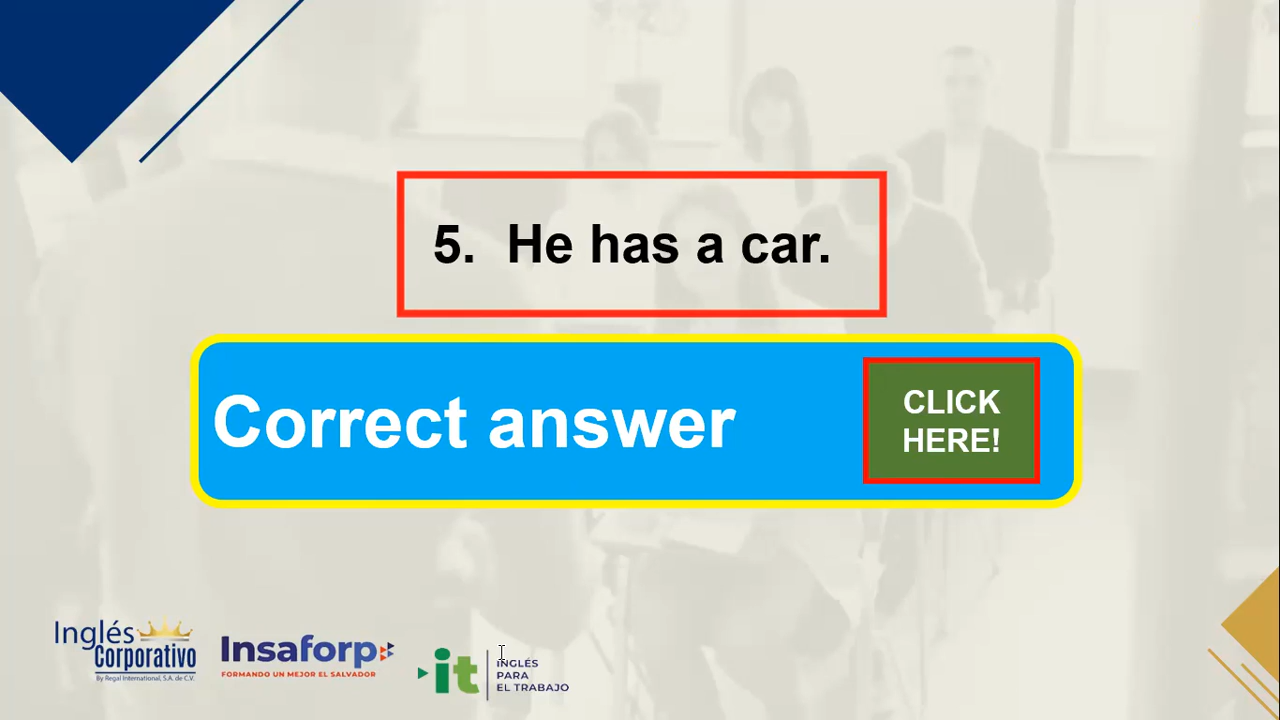 5. He has a car.
Correct answer
CLICK
HERE!
Inglés
Corporativo
By Regal International, S.A. de C.V.
Insaforp
FORMANDO UN MEJOR EL SALVADOR
it
INGLÉS
PARA
EL TRABAJO